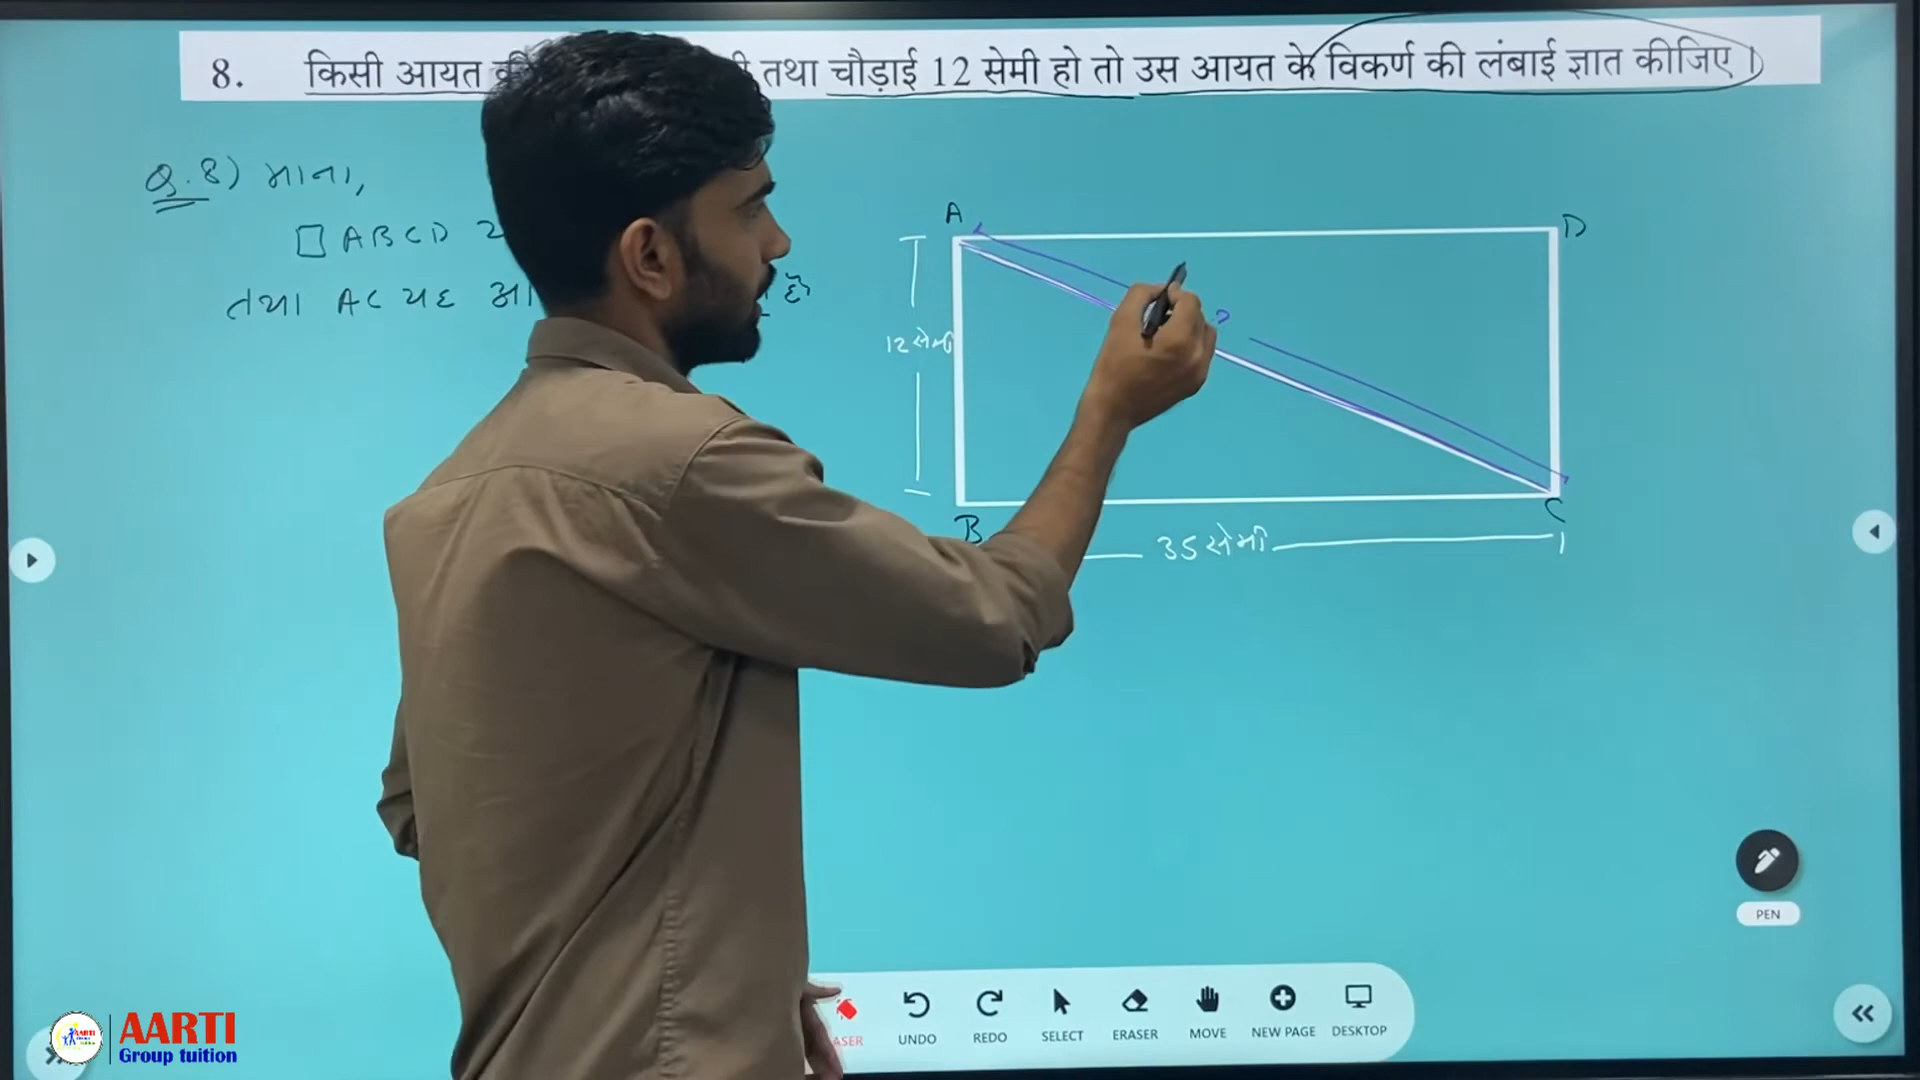 8. किसी आयत की तथा चौड़ाई 12 सेमी हो तो उस आयत के विकर्ण की लंबाई ज्ञात कीजिए ।
Q.8) माना,
□ABCD
तथा AC यह आ है
A
D
12 सेमी
?
B
C
35 सेमी
PEN
UNDO
REDO
SELECT
ERASER
MOVE
NEW PAGE
DESKTOP
AARTI
Group tuition